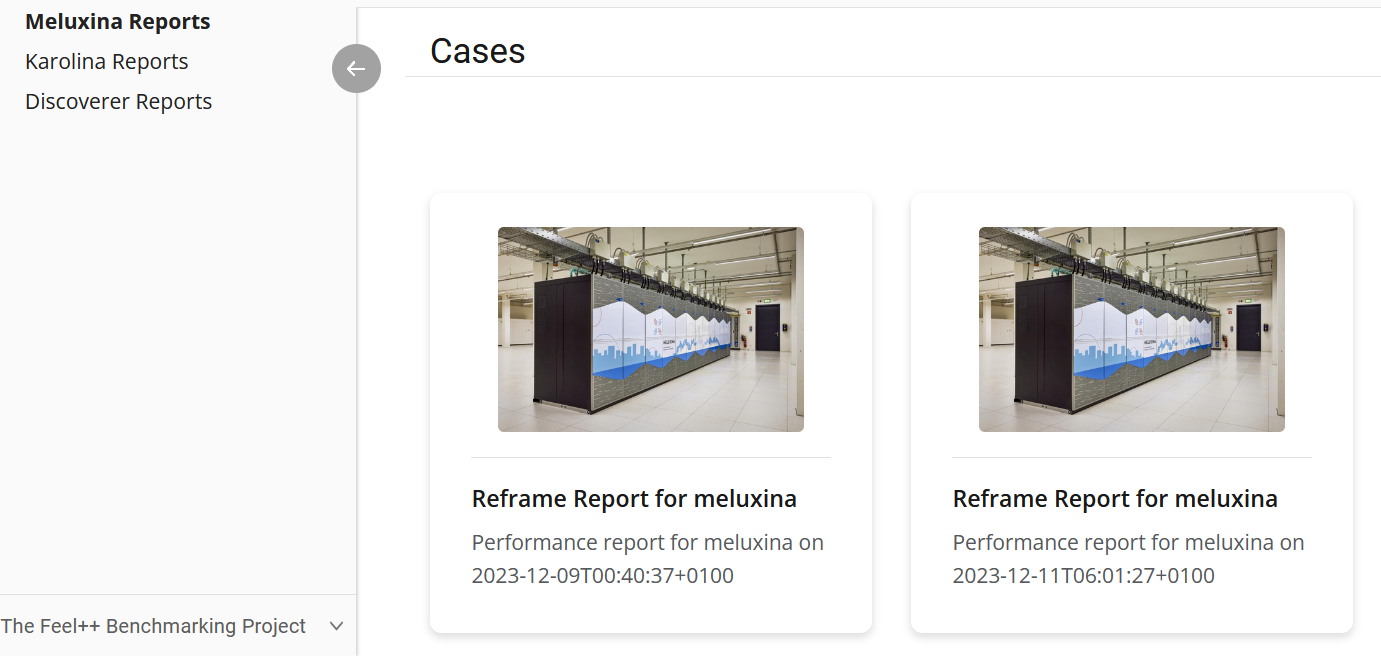 Meluxina Reports
Karolina Reports
Discoverer Reports
The Feel++ Benchmarking Project
Cases
Reframe Report for meluxina
Performance report for meluxina on
2023-12-09T00:40:37+0100
Reframe Report for meluxina
Performance report for meluxina on
2023-12-11T06:01:27+0100